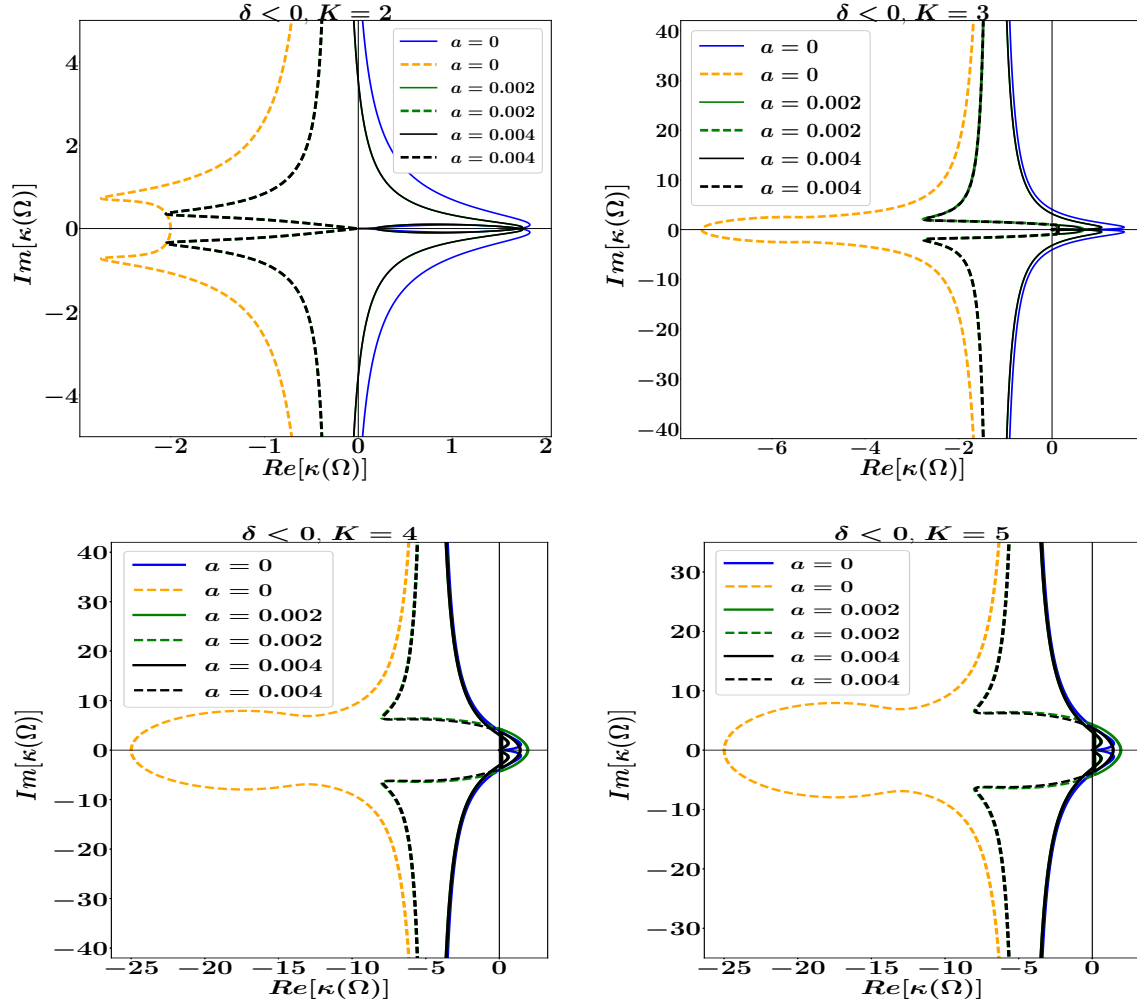 δ < 0, K = 2
4
2
0
−2
−4
Im[κ(Ω)]
−2
−1
0
1
2
Re[κ(Ω)]
a = 0
a = 0
a = 0.002
a = 0.002
a = 0.004
a = 0.004
δ < 0, K = 3
40
30
20
10
0
−10
−20
−30
−40
Im[κ(Ω)]
−6
−4
−2
0
Re[κ(Ω)]
a = 0
a = 0
a = 0.002
a = 0.002
a = 0.004
a = 0.004
δ < 0, K = 4
40
30
20
10
0
−10
−20
−30
−40
Im[κ(Ω)]
−25
−20
−15
−10
−5
0
Re[κ(Ω)]
a = 0
a = 0
a = 0.002
a = 0.002
a = 0.004
a = 0.004
δ < 0, K = 5
30
20
10
0
−10
−20
−30
Im[κ(Ω)]
−25
−20
−15
−10
−5
0
Re[κ(Ω)]
a = 0
a = 0
a = 0.002
a = 0.002
a = 0.004
a = 0.004